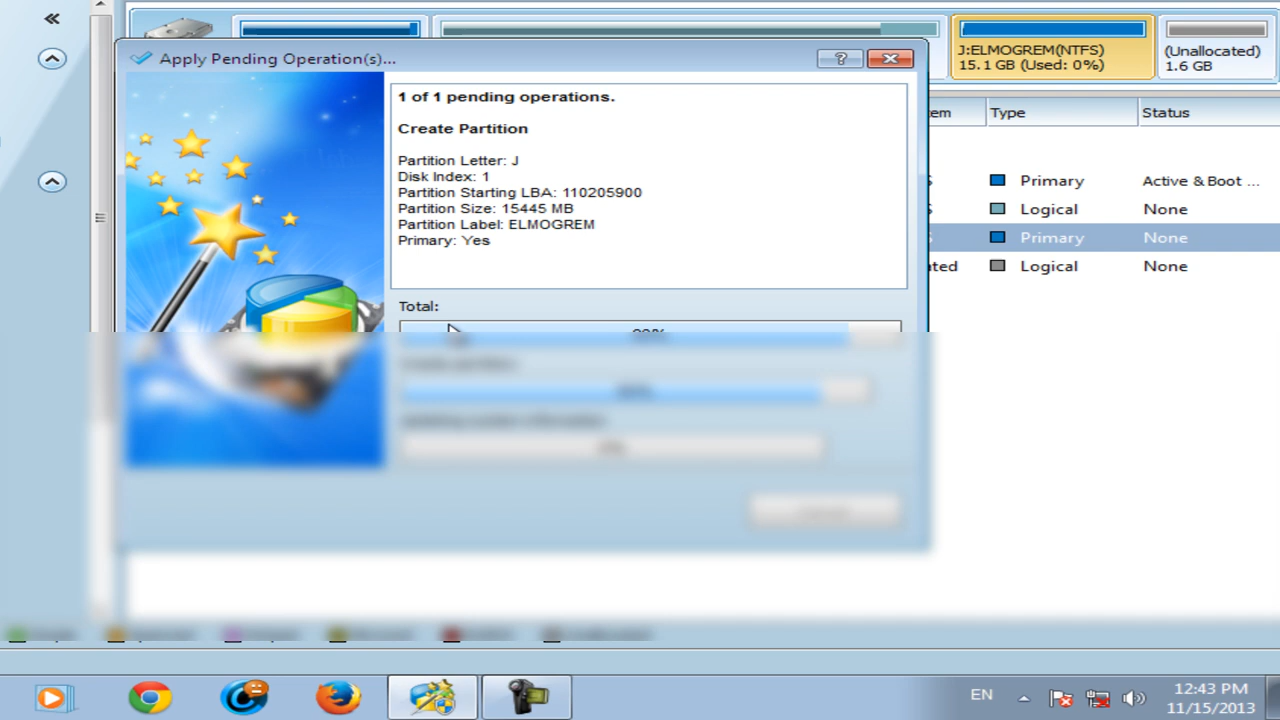 J:ELMOGREM(NTFS)
15.1 GB (Used: 0%)
(Unallocated)
1.6 GB
Apply Pending Operation(s)...
?
1 of 1 pending operations.
Create Partition
Partition Letter: J
Disk Index: 1
Partition Starting LBA: 110205900
Partition Size: 15445 MB
Partition Label: ELMOGREM
Primary: Yes
Total:
Type Status
Primary Active & Boot ...
Logical None
Primary None
Logical None
EN
12:43 PM
11/15/2013